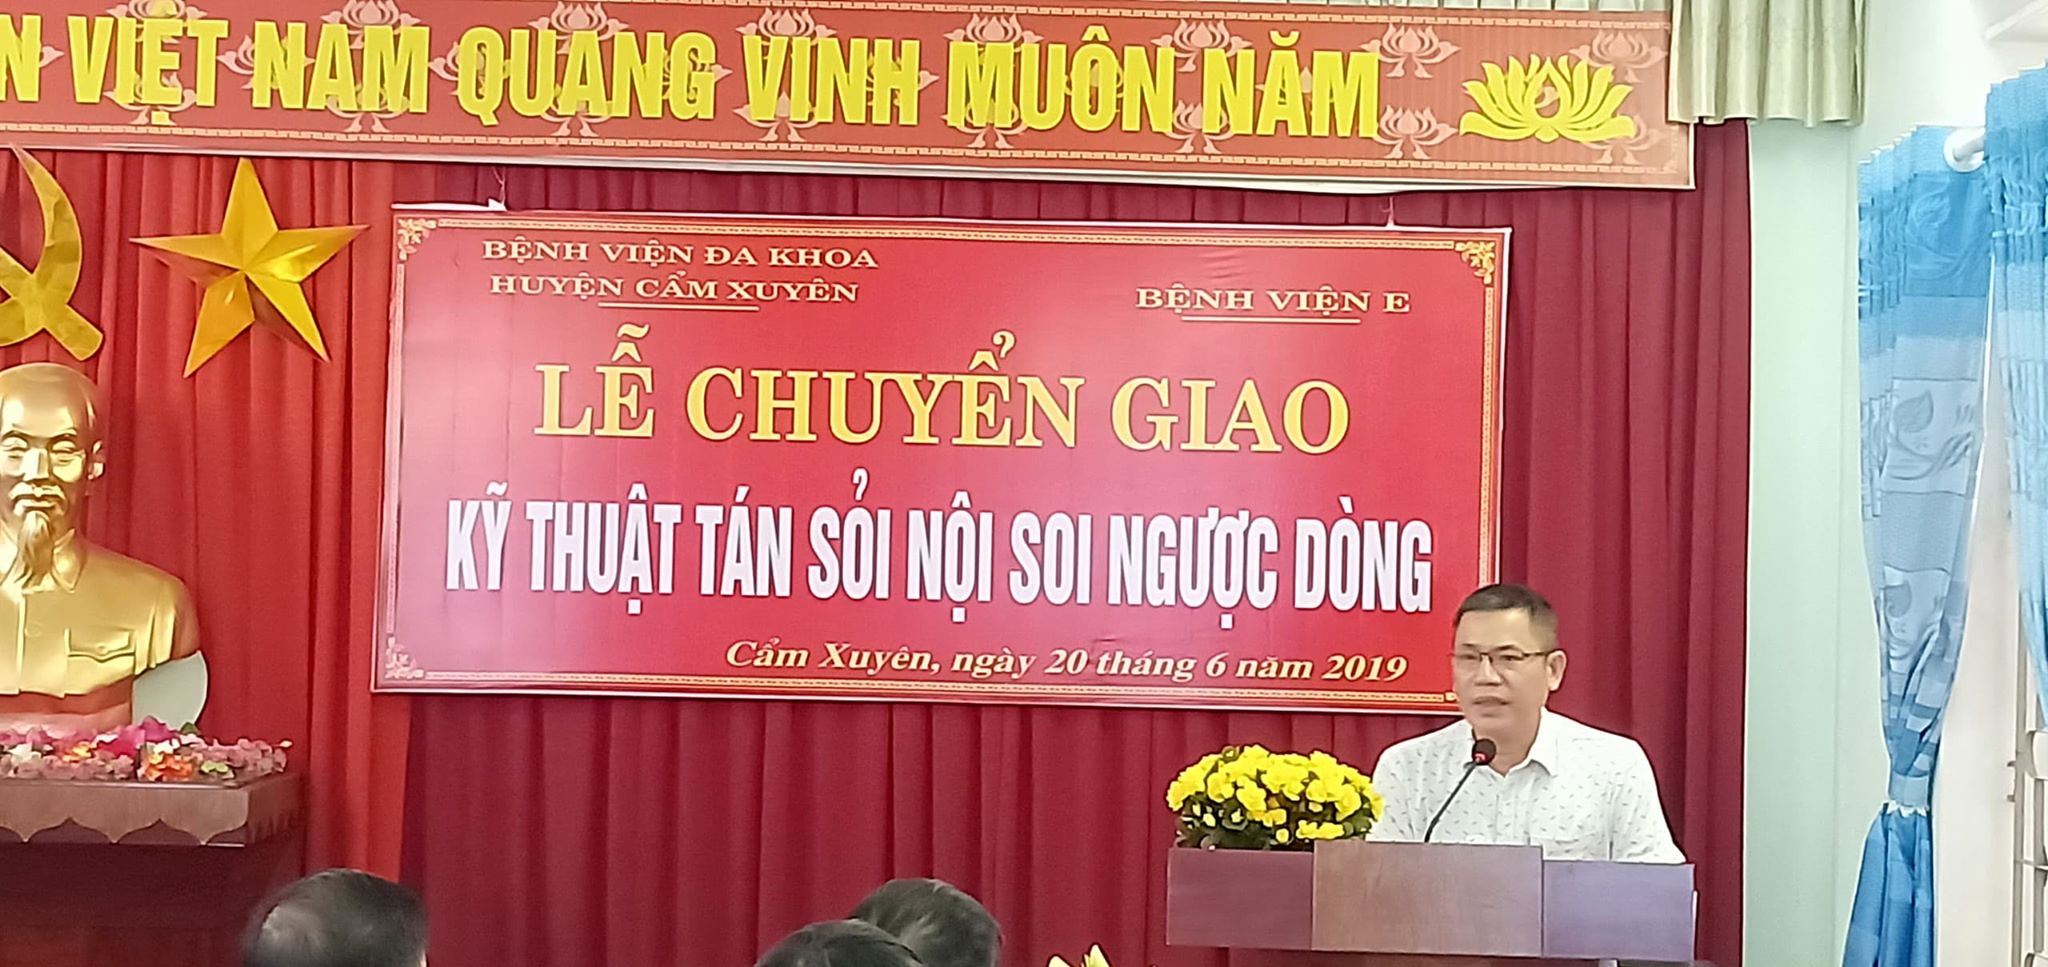 VIỆT NAM QUANG VINH MUÔN NĂM
BỆNH VIỆN ĐA KHOA
HUYỆN CẨM XUYÊN
BỆNH VIỆN E
LỄ CHUYỂN GIAO
KỸ THUẬT TÁN SỎI NỘI SOI NGƯỢC DÒNG
Cẩm Xuyên, ngày 20 tháng 6 năm 2019